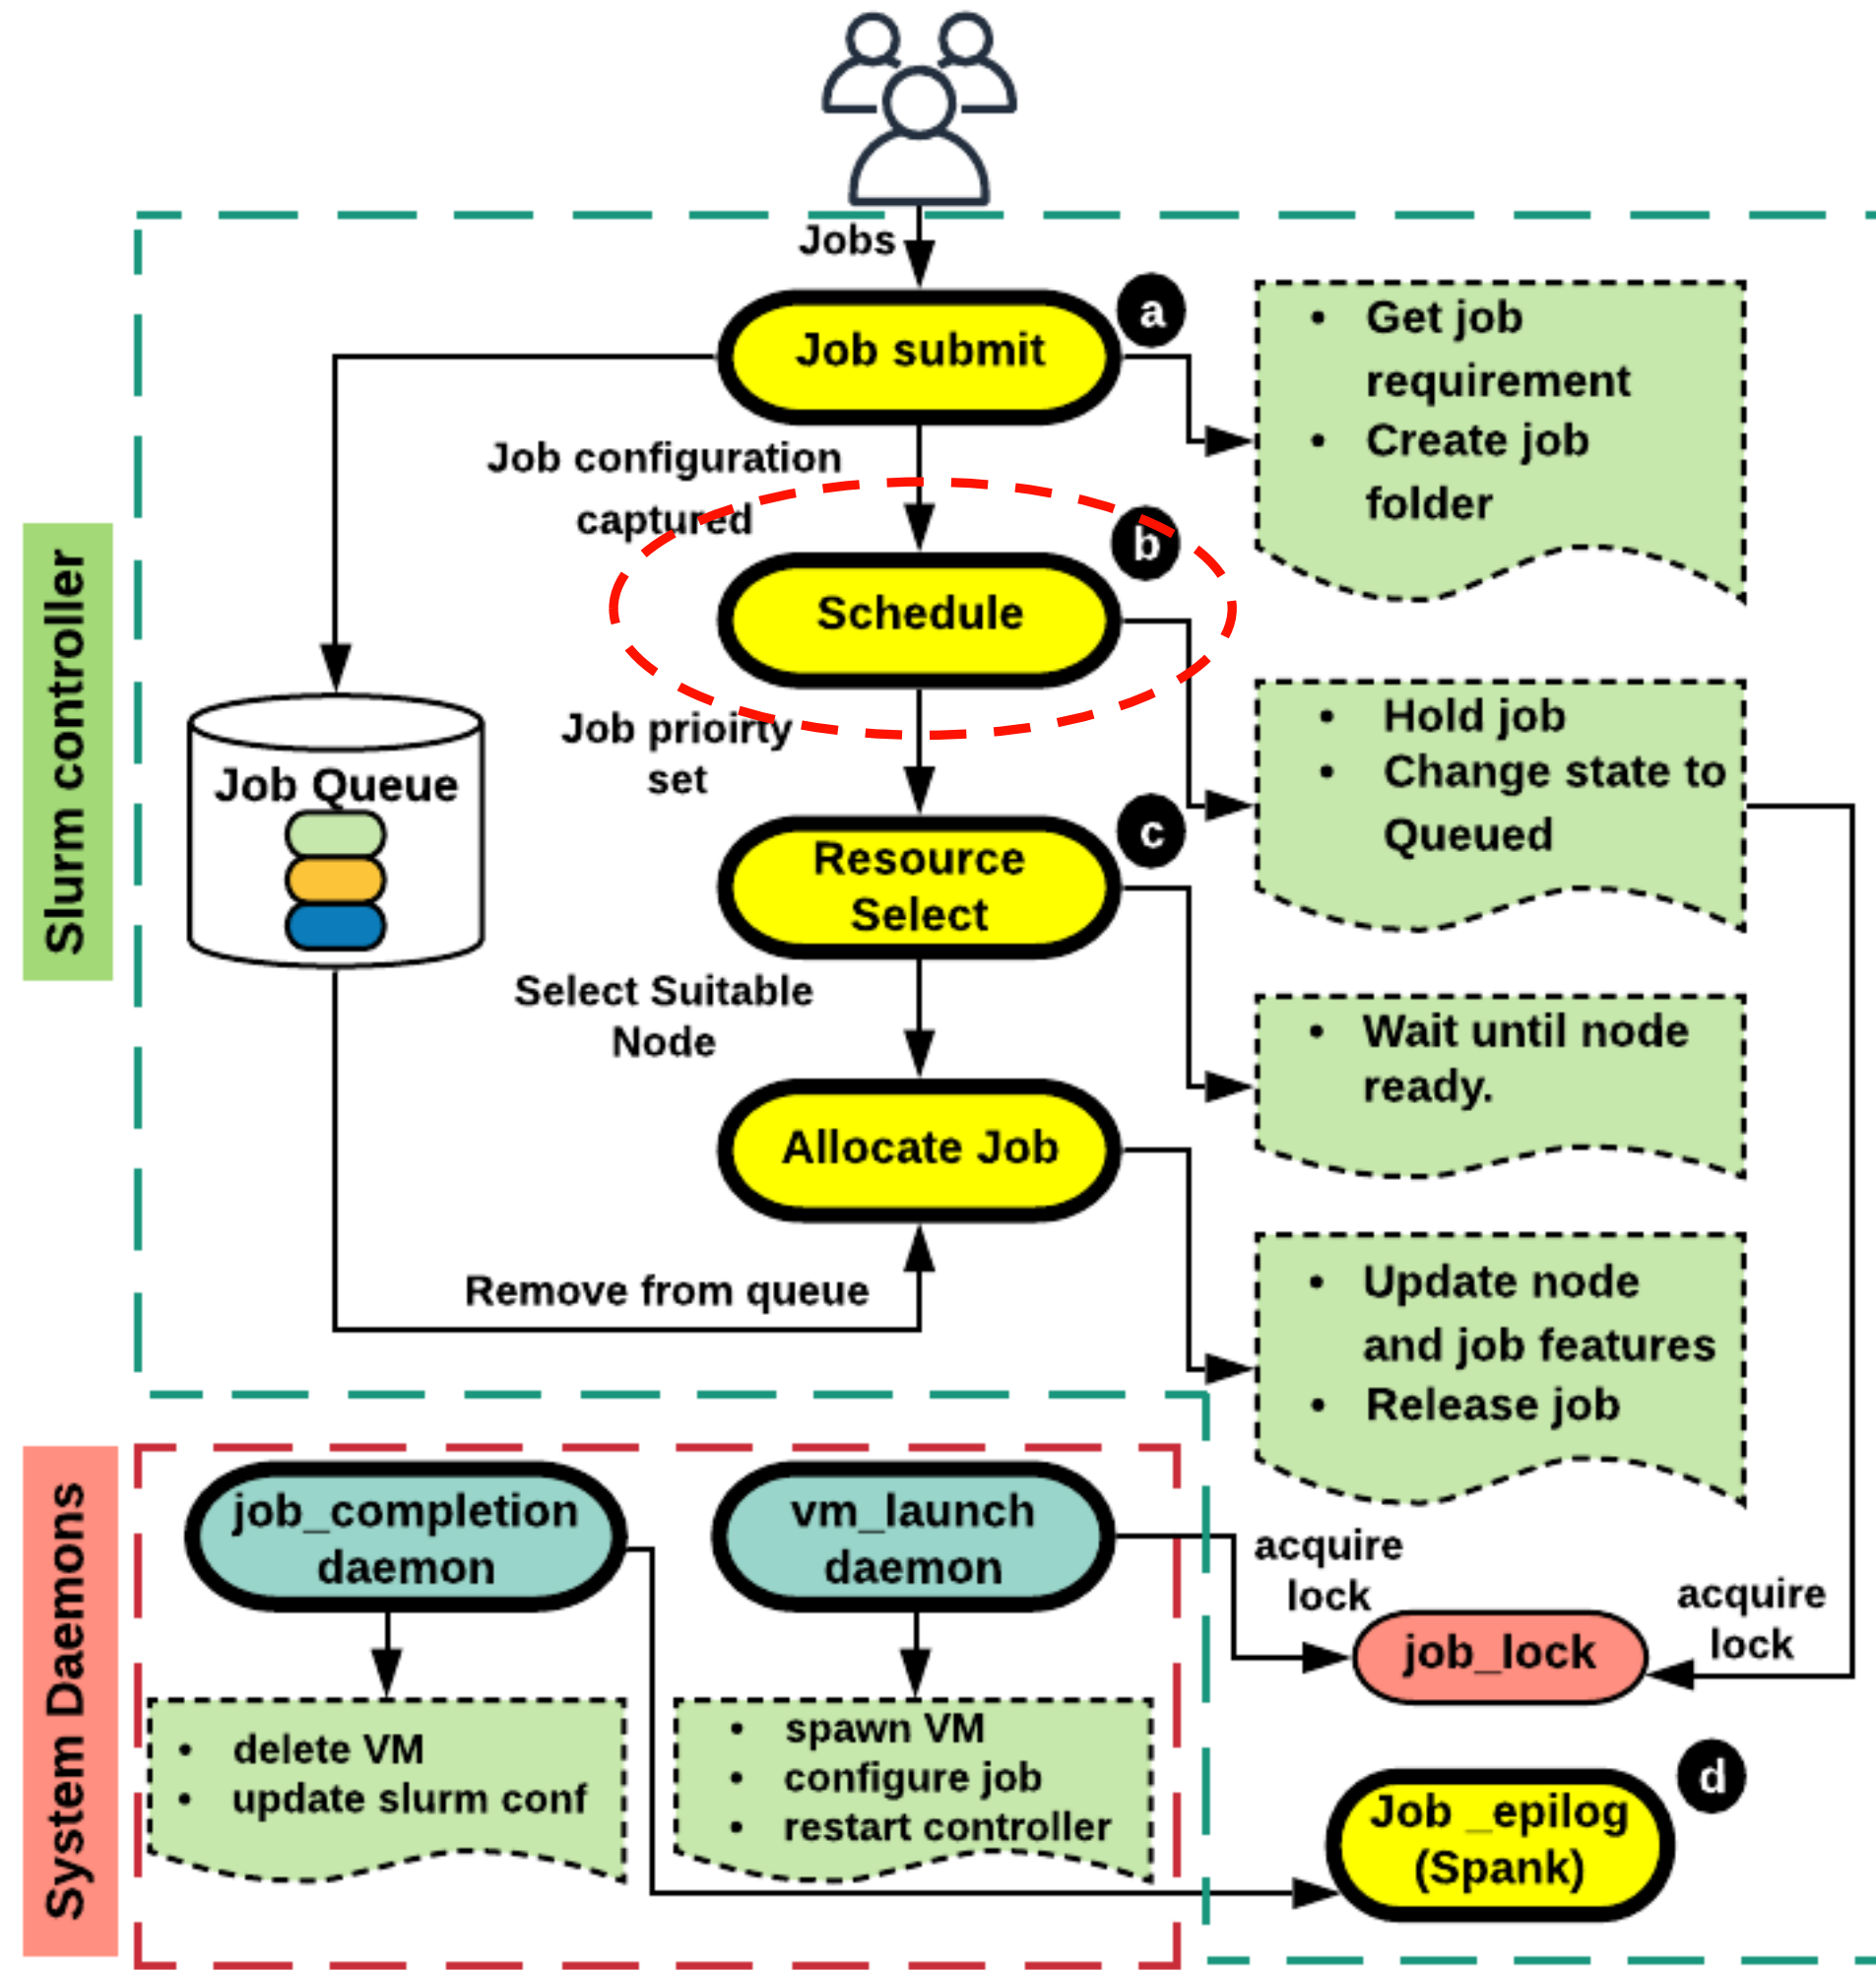 Jobs
Job submit
a
• Get job
requirement
• Create job
folder
Job configuration
captured
b
Schedule
Slurm controller
Job prioirty
set
• Hold job
• Change state to
Queued
Job Queue
c
Resource
Select
Select Suitable
Node
• Wait until node
ready.
Allocate Job
Remove from queue
• Update node
and job features
• Release job
System Daemons
job_completion
daemon
vm_launch
daemon
acquire
lock
acquire
lock
job_lock
• delete VM
• update slurm conf
• spawn VM
• configure job
• restart controller
d
Job _epilog
(Spank)